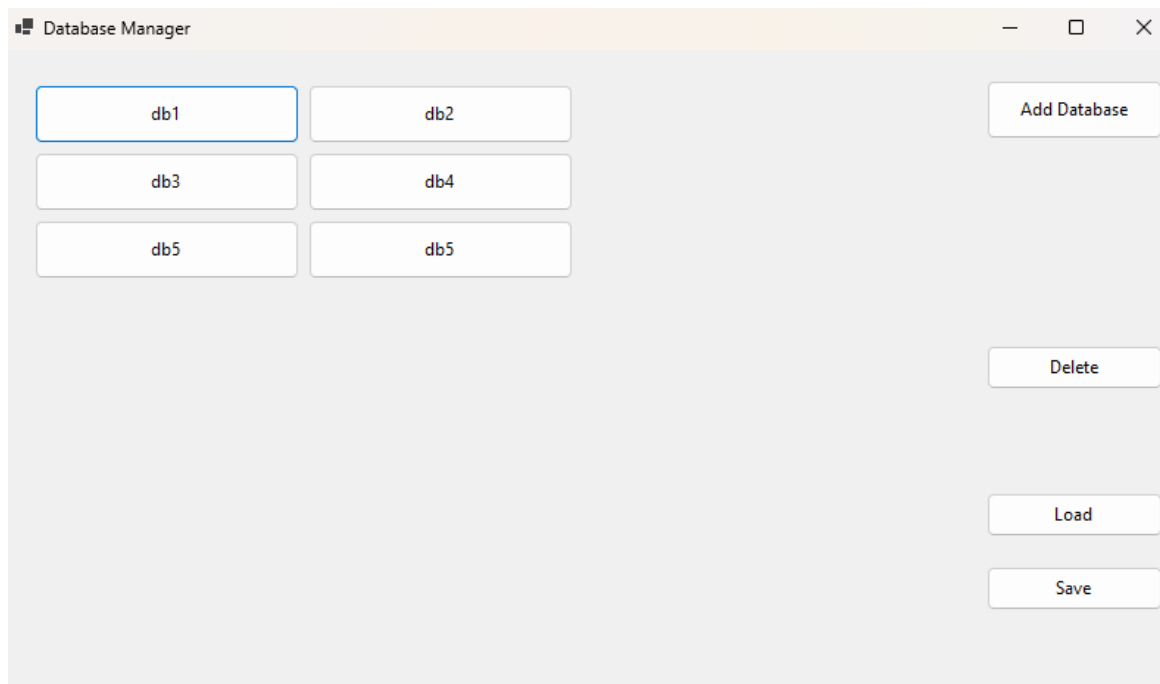 Database Manager
db1
db2
Add Database
db3
db4
db5
db5
Delete
Load
Save